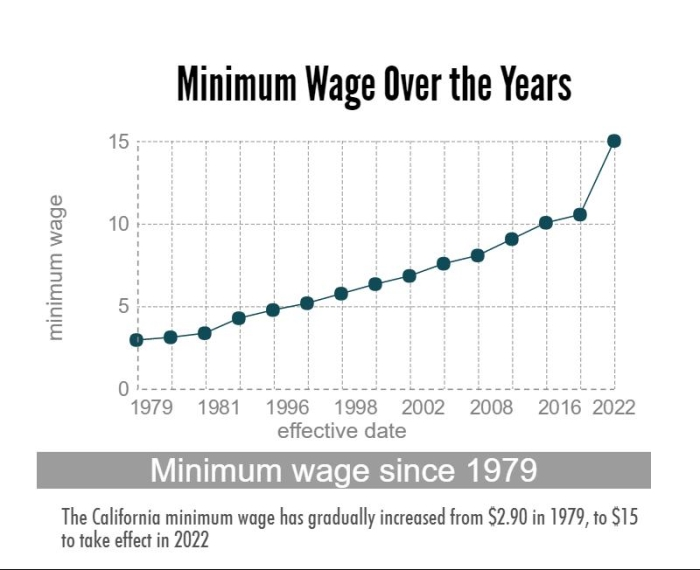 Minimum Wage Over the Years
15
10
5
0
minimum wage
1979 1981 1996 1998 2002 2008 2016 2022
effective date
Minimum wage since 1979
The California minimum wage has gradually increased from $2.90 in 1979, to $15
to take effect in 2022